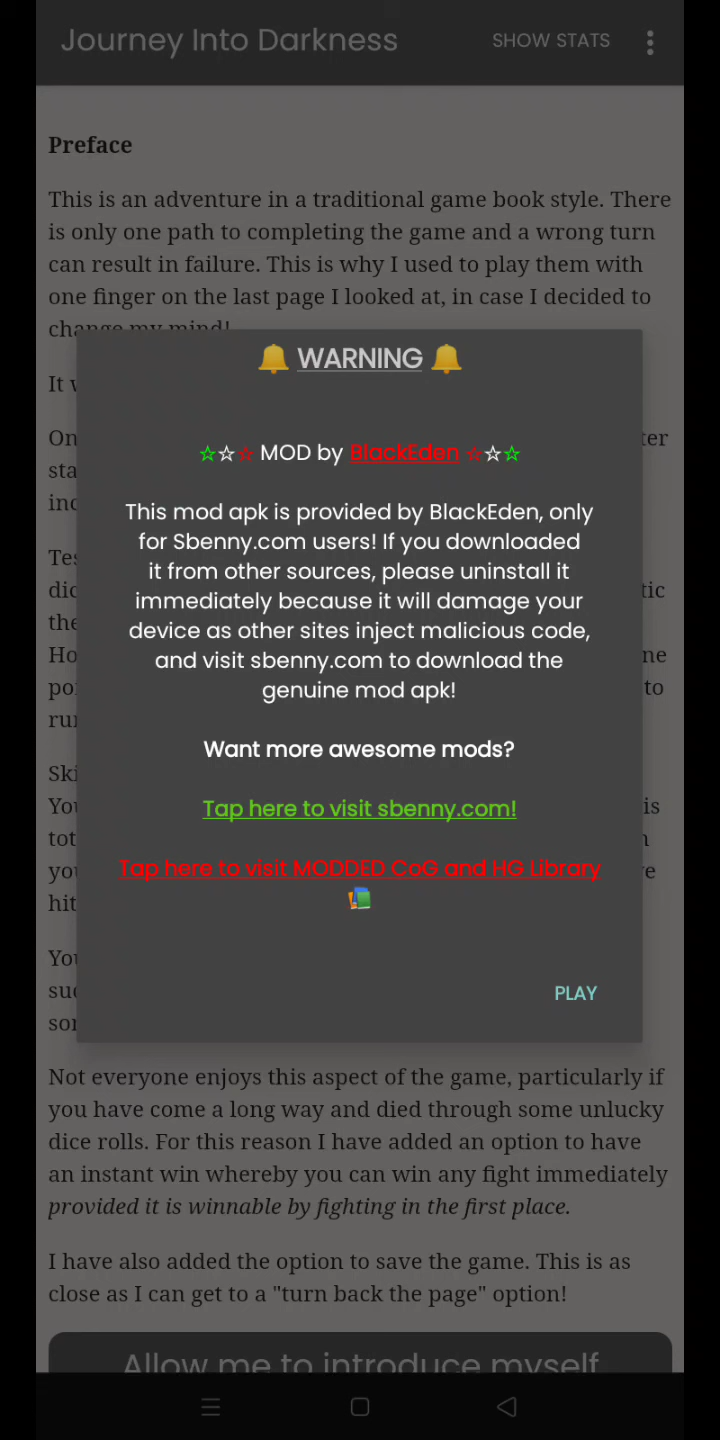 Journey Into Darkness SHOW STATS
Preface
This is an adventure in a traditional game book style. There
is only one path to completing the game and a wrong turn
can result in failure. This is why I used to play them with
one finger on the last page I looked at, in case I decided to
change my mind!
It
🔔 WARNING 🔔
☆☆☆ MOD by BlackEden ☆☆☆
This mod apk is provided by BlackEden, only
for Sbenny.com users! If you downloaded
it from other sources, please uninstall it
immediately because it will damage your
device as other sites inject malicious code,
and visit sbenny.com to download the
genuine mod apk!
Want more awesome mods?
Tap here to visit sbenny.com!
Tap here to visit MODDED CoG and HG Library
📚
PLAY
Not everyone enjoys this aspect of the game, particularly if
you have come a long way and died through some unlucky
dice rolls. For this reason I have added an option to have
an instant win whereby you can win any fight immediately
provided it is winnable by fighting in the first place.
I have also added the option to save the game. This is as
close as I can get to a "turn back the page" option!
Allow me to introduce myself